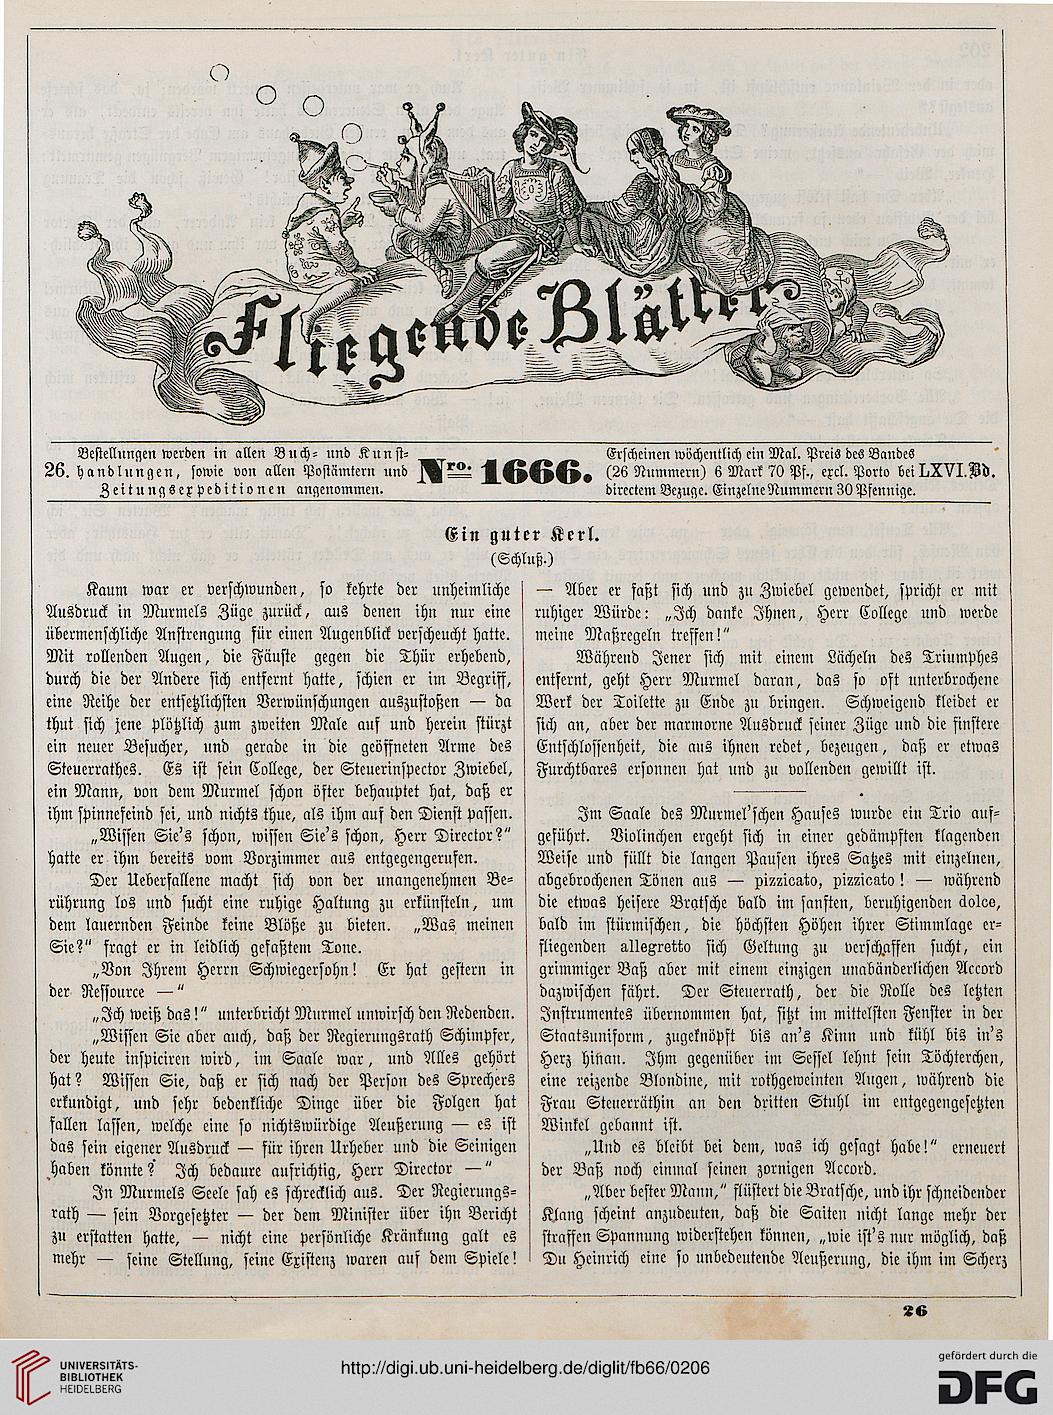 Fliegende Blätter
26.
Bestellungen werden in allen Buch- und Kunst-
handlungen, sowie von allen Postämtern und
Zeitungsexpeditionen angenommen.
Nro. 1666.
Erscheinen wöchentlich ein Mal. Preis des Bandes
(26 Nummern) 6 Mark 70 Pf., excl. Porto bei
directem Bezuge. Einzelne Nummern 30 Pfennige.
LXVI. Bd.
Ein guter Kerl.
(Schluß.)
Kaum war er verschwunden, so kehrte der unheimliche
Ausdruck in Murmels Züge zurück, aus denen ihn nur eine
übermenschliche Anstrengung für einen Augenblick verscheucht hatte.
Mit rollenden Augen, die Fäuste gegen die Thür erhebend,
durch die der Andere sich entfernt hatte, schien er im Begriff,
eine Reihe der entsetzlichsten Verwünschungen auszustoßen — da
thut sich jene plötzlich zum zweiten Male auf und herein stürzt
ein neuer Besucher, und gerade in die geöffneten Arme des
Steuerrathes. Es ist sein College, der Steuerinspector Zwiebel,
ein Mann, von dem Murmel schon öfter behauptet hat, daß er
ihm spinnefeind sei, und nichts thue, als ihm auf den Dienst passen.
„Wissen Sie's schon, wissen Sie's schon, Herr Director?“
hatte er ihm bereits vom Vorzimmer aus entgegengerufen.
Der Ueberfallene macht sich von der unangenehmen Be-
rührung los und sucht eine ruhige Haltung zu erkünsteln, um
dem lauernden Feinde keine Blöße zu bieten. „Was meinen
Sie?“ fragt er in leidlich gefaßtem Tone.
„Von Ihrem Herrn Schwiegersohn! Er hat gestern in
der Ressource —“
„Ich weiß das!“ unterbricht Murmel unwirsch den Redenden.
„Wissen Sie aber auch, daß der Regierungsrath Schimpfer,
der heute inspiciren wird, im Saale war, und Alles gehört
hat? Wissen Sie, daß er sich nach der Person des Sprechers
erkundigt, und sehr bedenkliche Dinge über die Folgen hat
fallen lassen, welche eine so nichtswürdige Aeußerung — es ist
das sein eigener Ausdruck — für ihren Urheber und die Seinigen
haben könnte? Ich bedaure aufrichtig, Herr Director —“
In Murmels Seele sah es schrecklich aus. Der Regierungs-
rath — sein Vorgesetzter — der dem Minister über ihn Bericht
zu erstatten hatte, — nicht eine persönliche Kränkung galt es
mehr — seine Stellung, seine Existenz waren auf dem Spiele!
— Aber er faßt sich und zu Zwiebel gewendet, spricht er mit
ruhiger Würde: „Ich danke Ihnen, Herr College und werde
meine Maßregeln treffen!“
Während Jener sich mit einem Lächeln des Triumphes
entfernt, geht Herr Murmel daran, das so oft unterbrochene
Werk der Toilette zu Ende zu bringen. Schweigend kleidet er
sich an, aber der marmorne Ausdruck seiner Züge und die finstere
Entschlossenheit, die aus ihnen redet, bezeugen, daß er etwas
Furchtbares ersonnen hat und zu vollenden gewillt ist.
Im Saale des Murmel'schen Hauses wurde ein Trio auf-
geführt. Violinchen ergeht sich in einer gedämpften klagenden
Weise und füllt die langen Pausen ihres Satzes mit einzelnen,
abgebrochenen Tönen aus — pizzicato, pizzicato! — während
die etwas heisere Bratsche bald im sanften, beruhigenden dolce,
bald im stürmischen, die höchsten Höhen ihrer Stimmlage er-
fliegenden allegretto sich Geltung zu verschaffen sucht, ein
grimmiger Baß aber mit einem einzigen unabänderlichen Accord
dazwischen fährt. Der Steuerrath, der die Rolle des letzten
Instrumentes übernommen hat, sitzt im mittelsten Fenster in der
Staatsuniform, zugeknöpft bis an's Kinn und kühl bis in's
Herz hinan. Ihm gegenüber im Sessel lehnt sein Töchterchen,
eine reizende Blondine, mit rothgeweinten Augen, während die
Frau Steuerräthin an den dritten Stuhl im entgegengesetzten
Winkel gebannt ist.
„Und es bleibt bei dem, was ich gesagt habe!“ erneuert
der Baß noch einmal seinen zornigen Accord.
„Aber bester Mann,“ flüstert die Bratsche, und ihr schneidender
Klang scheint anzudeuten, daß die Saiten nicht lange mehr der
straffen Spannung widerstehen können, „wie ist's nur möglich, daß
Du Heinrich eine so unbedeutende Aeußerung, die ihm im Scherz
26
UNIVERSITÄTS-
BIBLIOTHEK
HEIDELBERG
http://digi.ub.uni-heidelberg.de/diglit/fb66/0206
gefördert durch die
DFG